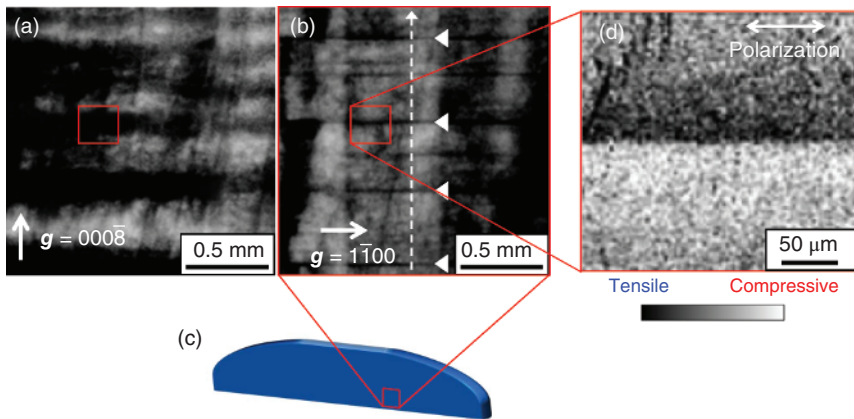 (a)
g = 0008̄
0.5 mm
(b)
g = 11̄00
0.5 mm
(d)
Polarization
50 μm
Tensile
Compressive
(c)